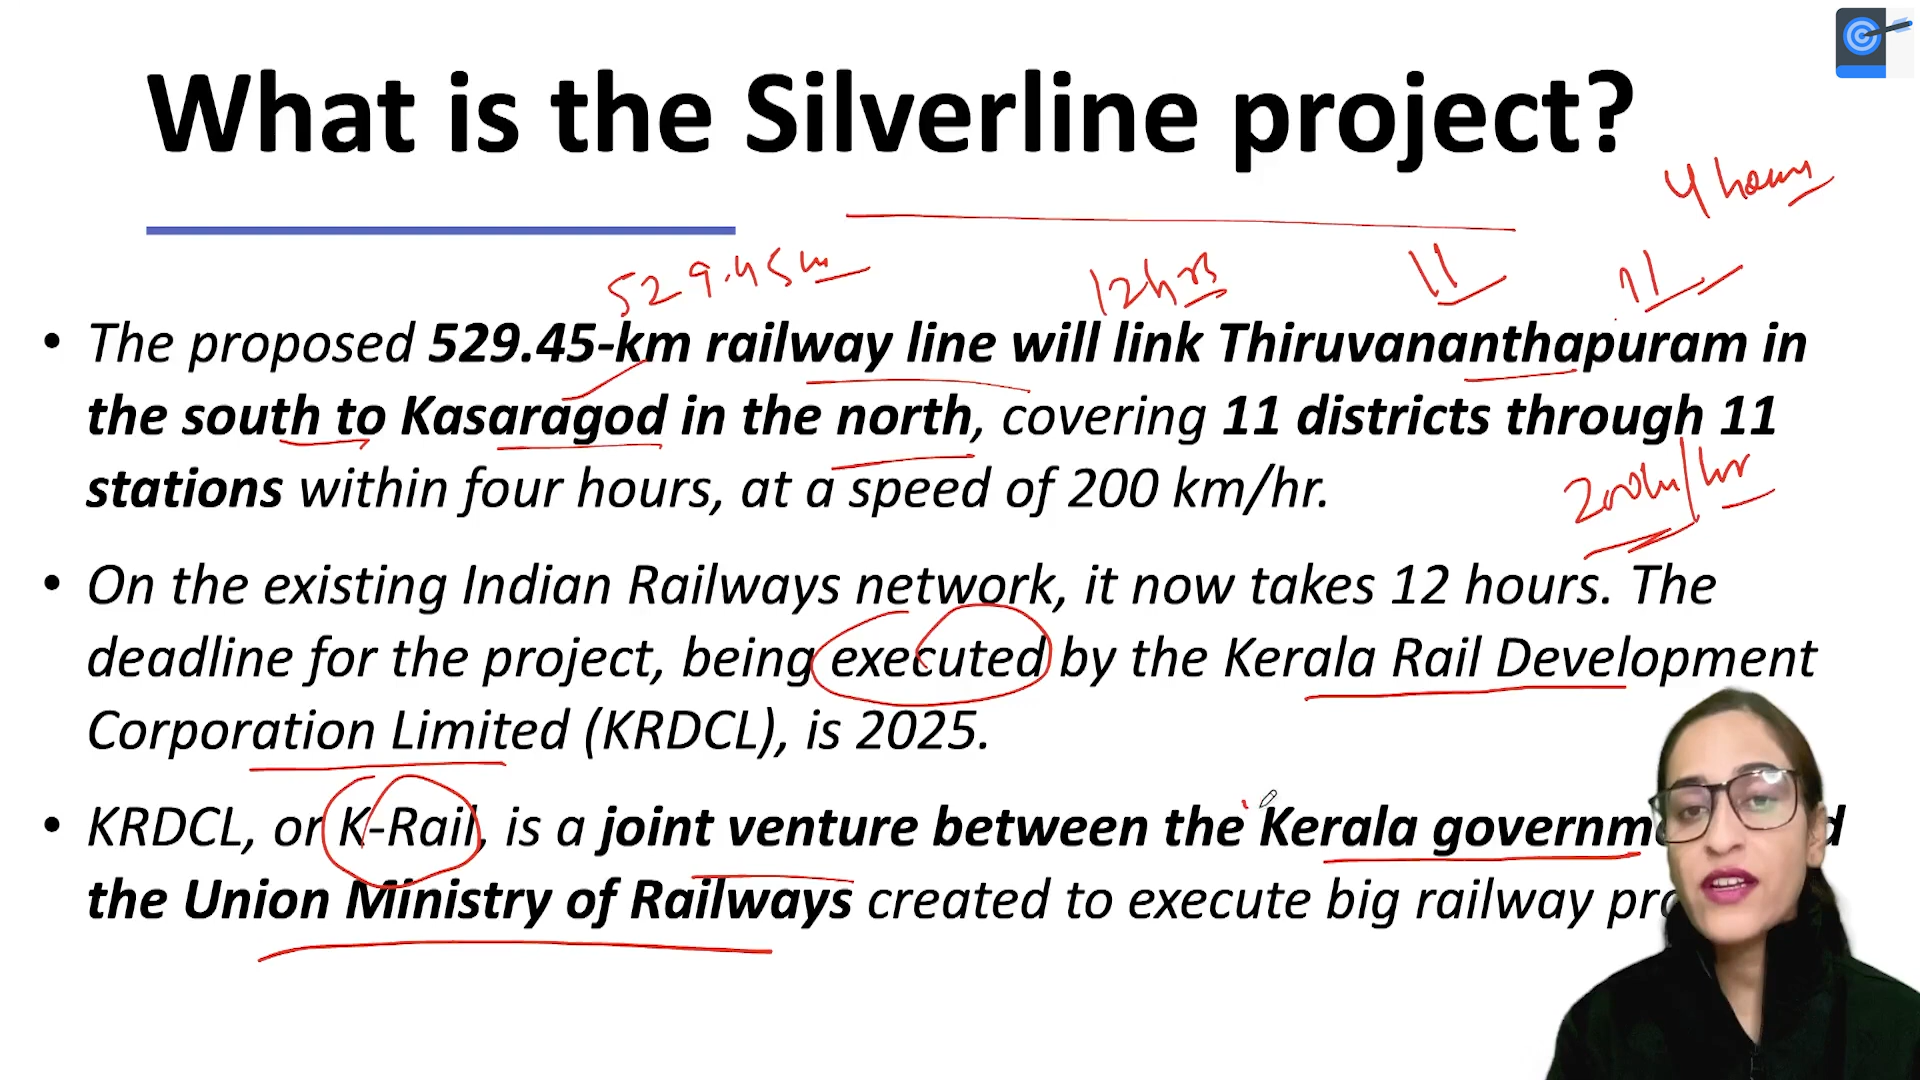 What is the Silverline project?
4 hours
529.45 km
12 hrs
11
11
• The proposed 529.45-km railway line will link Thiruvananthapuram in
the south to Kasaragod in the north, covering 11 districts through 11
stations within four hours, at a speed of 200 km/hr.
200km/hr
• On the existing Indian Railways network, it now takes 12 hours. The
deadline for the project, being executed by the Kerala Rail Development
Corporation Limited (KRDCL), is 2025.
• KRDCL, or K-Rail, is a joint venture between the Kerala
the Union Ministry of Railways created to execute big railway